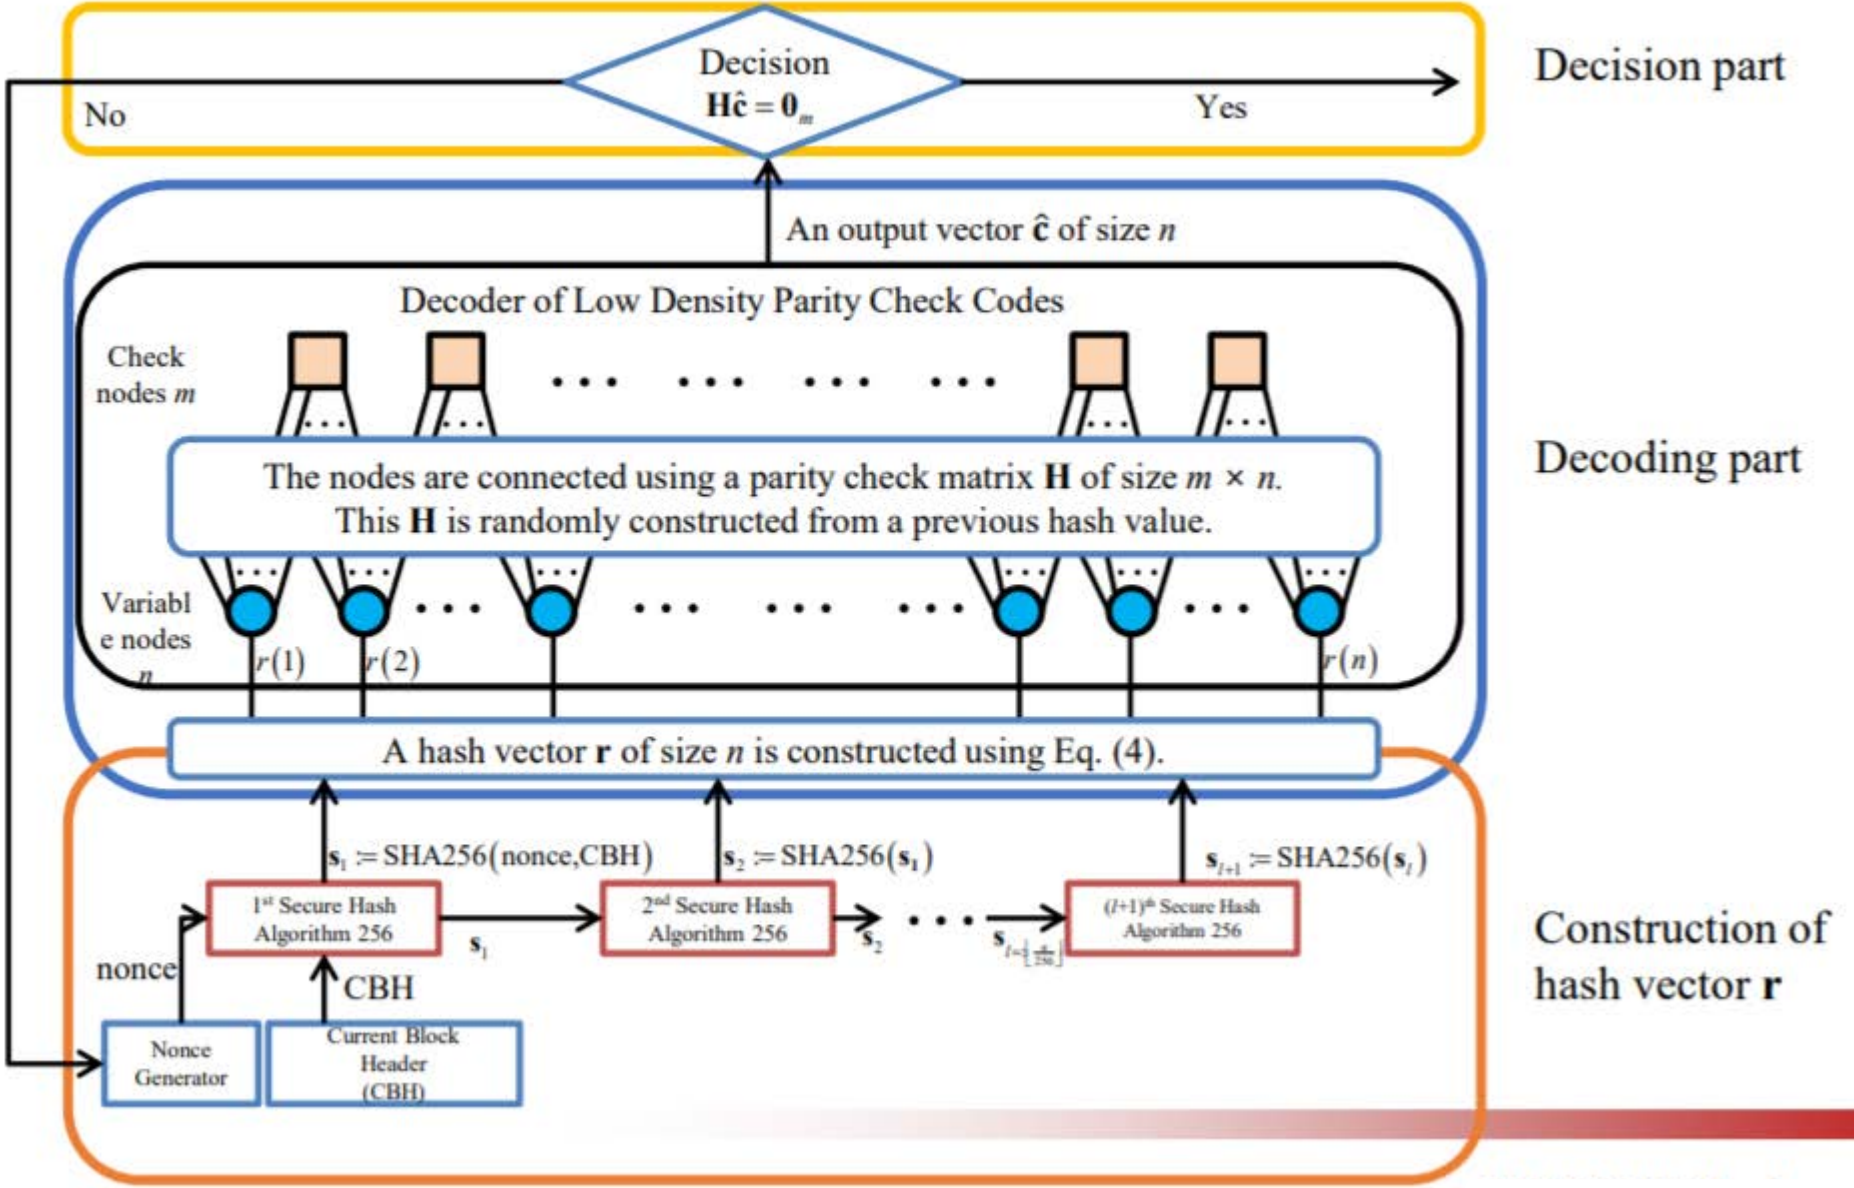 Decision
Hĉ = 0ₘ
No
Yes
Decision part
An output vector ĉ of size n
Decoder of Low Density Parity Check Codes
Check
nodes m
... ... ... ...
The nodes are connected using a parity check matrix H of size m × n.
This H is randomly constructed from a previous hash value.
Decoding part
Variabl
e nodes
n
r(1)
r(2)
r(n)
A hash vector r of size n is constructed using Eq. (4).
s₁ := SHA256(nonce,CBH)
s₂ := SHA256(s₁)
sₗ₊₁ := SHA256(sₗ)
1st Secure Hash
Algorithm 256
2nd Secure Hash
Algorithm 256
(l+1)th Secure Hash
Algorithm 256
s₁
s₂
...
s l=⌊n/256⌋
Construction of
hash vector r
nonce
CBH
Nonce
Generator
Current Block
Header
(CBH)